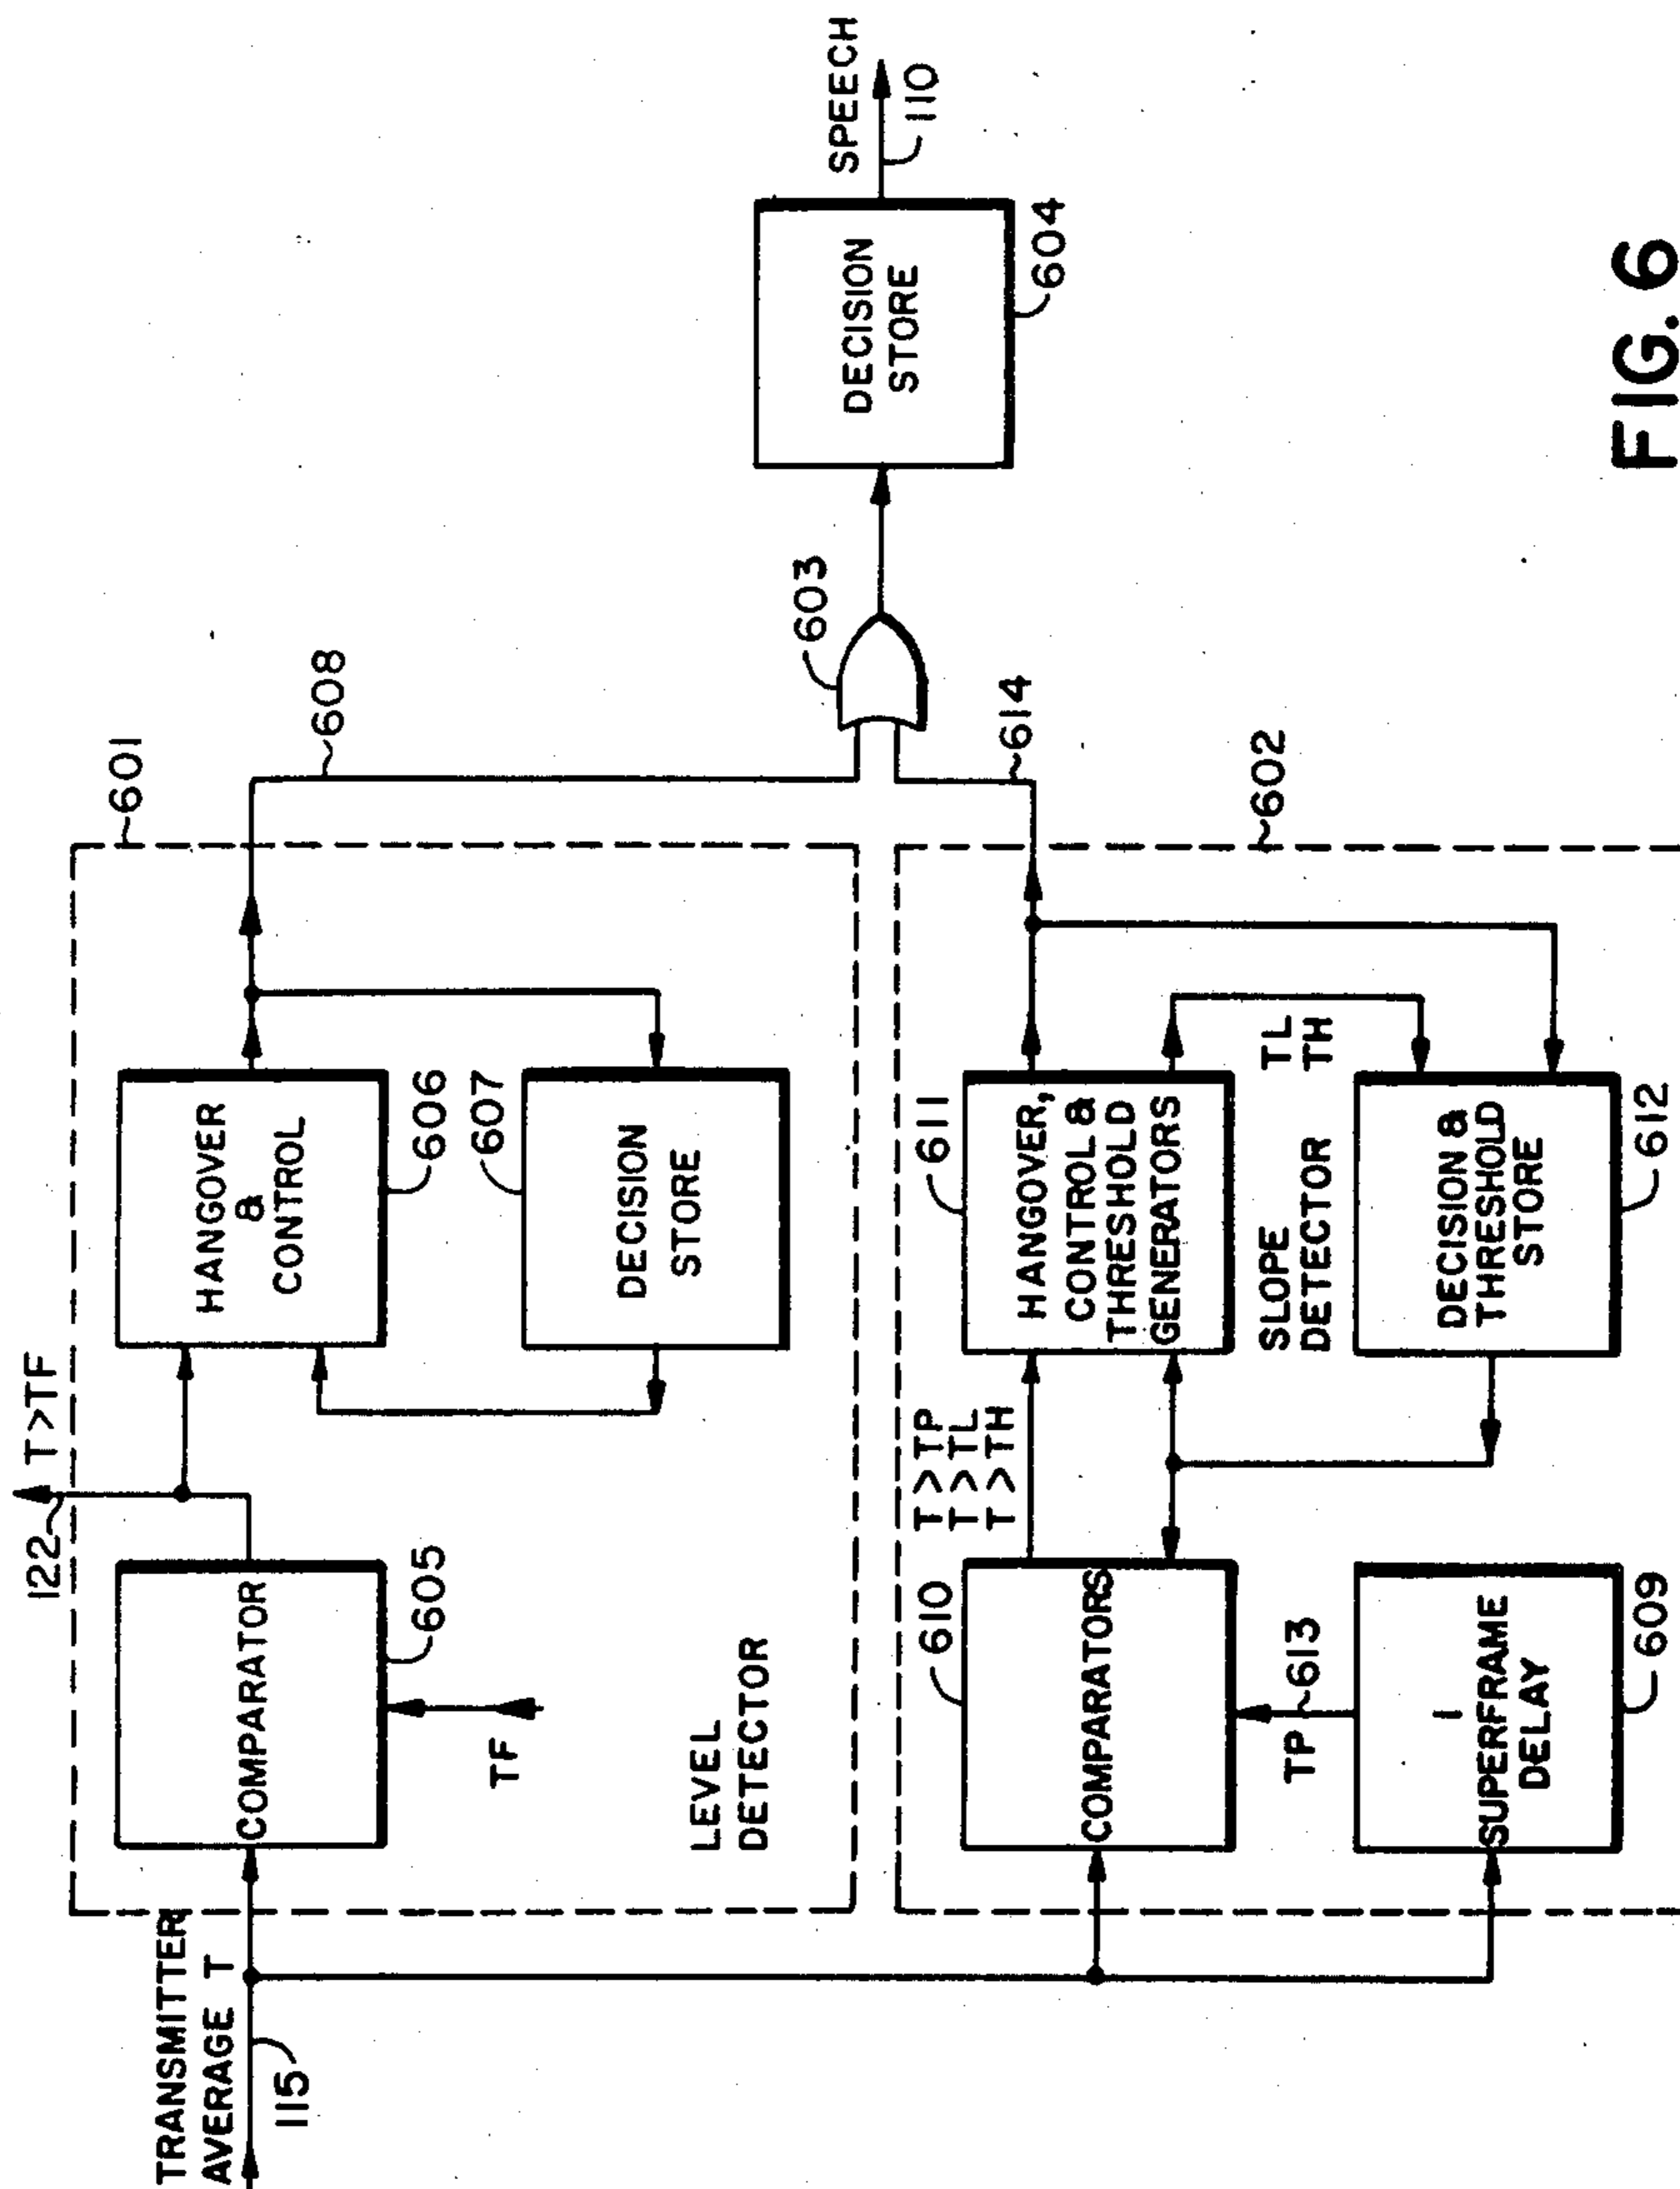 TRANSMITTER
AVERAGE T
115
122
T>TF
601
COMPARATOR
605
TF
HANGOVER
&
CONTROL
606
607
DECISION
STORE
LEVEL
DETECTOR
608
603
614
DECISION
STORE
604
SPEECH
110
602
610
COMPARATORS
T>TP
T>TL
T>TH
611
HANGOVER,
CONTROL &
THRESHOLD
GENERATORS
TL
TH
SLOPE
DETECTOR
TP
613
1
SUPERFRAME
DELAY
609
DECISION &
THRESHOLD
STORE
612
FIG. 6